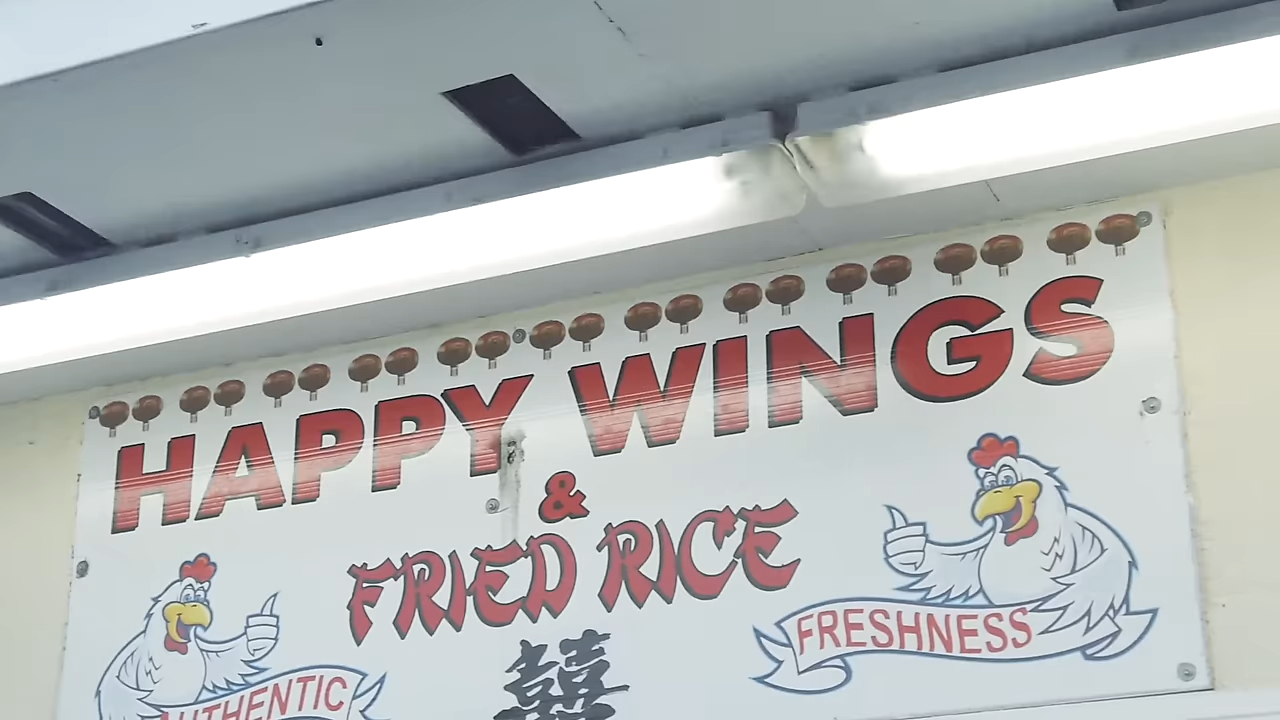 HAPPY WINGS
&
FRIED RICE
FRESHNESS
AUTHENTIC
囍